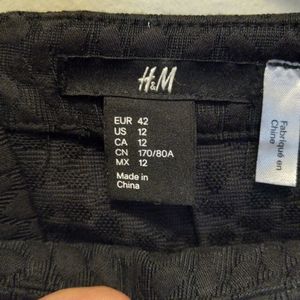 H&M
EUR 42
US 12
CA 12
CN 170/80A
MX 12
Made in
China
Fabriqué en
Chine